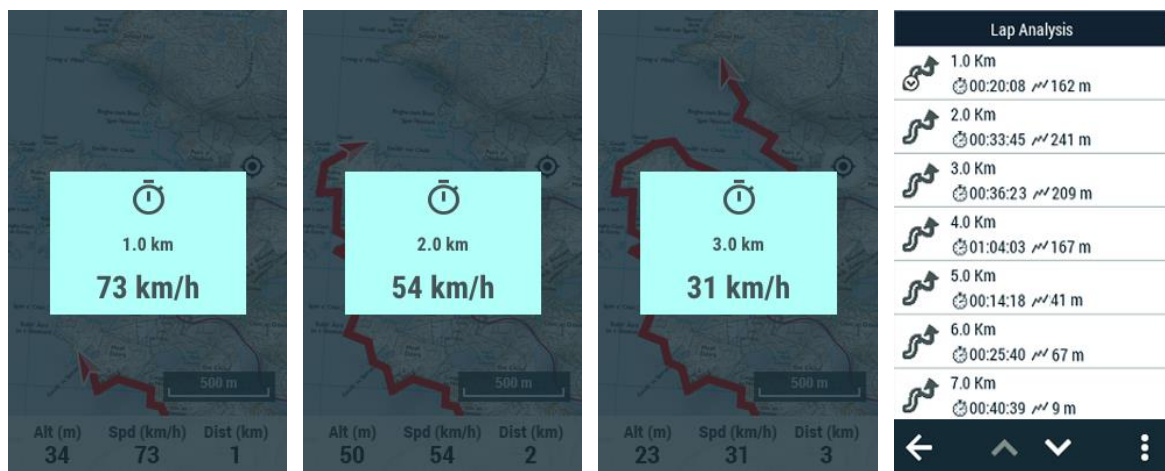 1.0 km
73 km/h
500 m
Alt (m) Spd (km/h) Dist (km)
34 73 1
2.0 km
54 km/h
500 m
Alt (m) Spd (km/h) Dist (km)
50 54 2
3.0 km
31 km/h
500 m
Alt (m) Spd (km/h) Dist (km)
23 31 3
Lap Analysis
1.0 Km
00:20:08 162 m
2.0 Km
00:33:45 241 m
3.0 Km
00:36:23 209 m
4.0 Km
01:04:03 167 m
5.0 Km
00:14:18 41 m
6.0 Km
00:25:40 67 m
7.0 Km
00:40:39 9 m